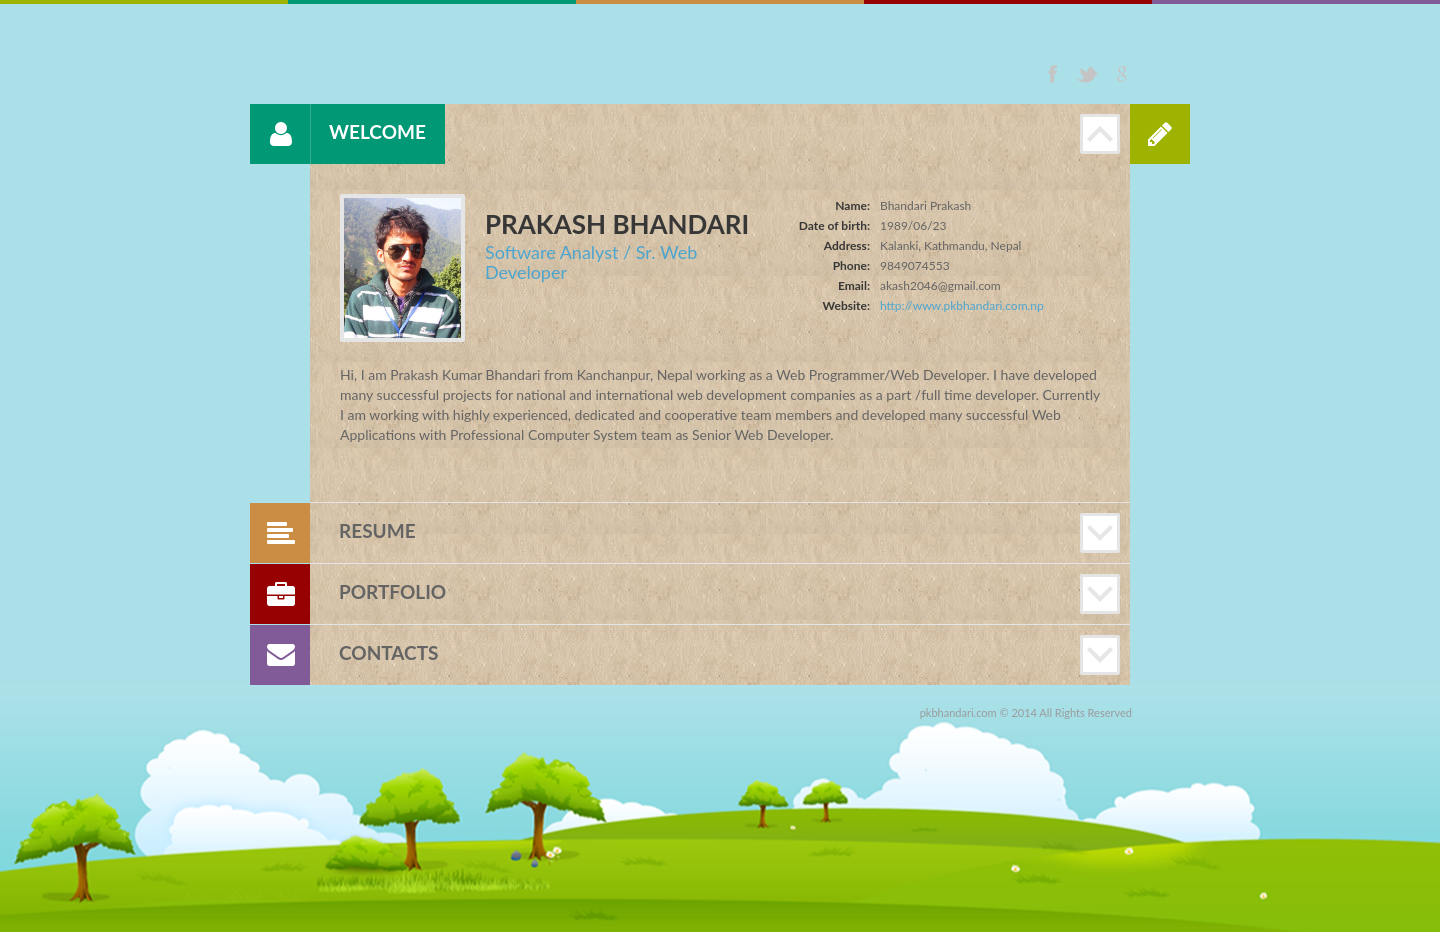 WELCOME
PRAKASH BHANDARI
Software Analyst / Sr. Web
Developer
Name: Bhandari Prakash
Date of birth: 1989/06/23
Address: Kalanki, Kathmandu, Nepal
Phone: 9849074553
Email: akash2046@gmail.com
Website: http://www.pkbhandari.com.np
Hi, I am Prakash Kumar Bhandari from Kanchanpur, Nepal working as a Web Programmer/Web Developer. I have developed
many successful projects for national and international web development companies as a part /full time developer. Currently
I am working with highly experienced, dedicated and cooperative team members and developed many successful Web
Applications with Professional Computer System team as Senior Web Developer.
RESUME
PORTFOLIO
CONTACTS
pkbhandari.com © 2014 All Rights Reserved